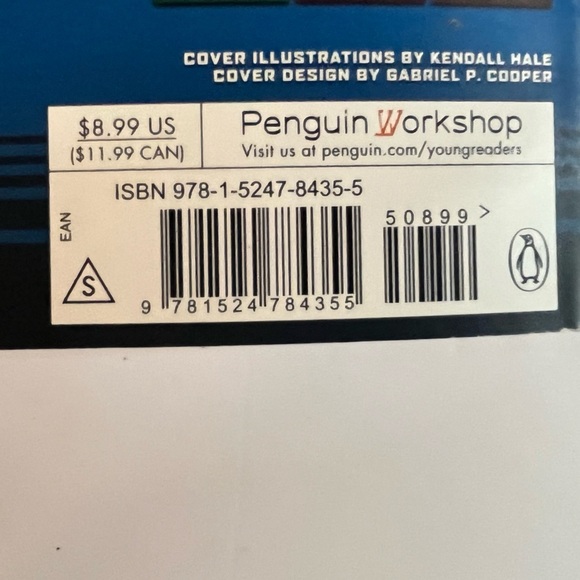 COVER ILLUSTRATIONS BY KENDALL HALE
COVER DESIGN BY GABRIEL P. COOPER
$8.99 US
($11.99 CAN)
Penguin Workshop
Visit us at penguin.com/youngreaders
ISBN 978-1-5247-8435-5
50899>
EAN
S
9 781524 784355